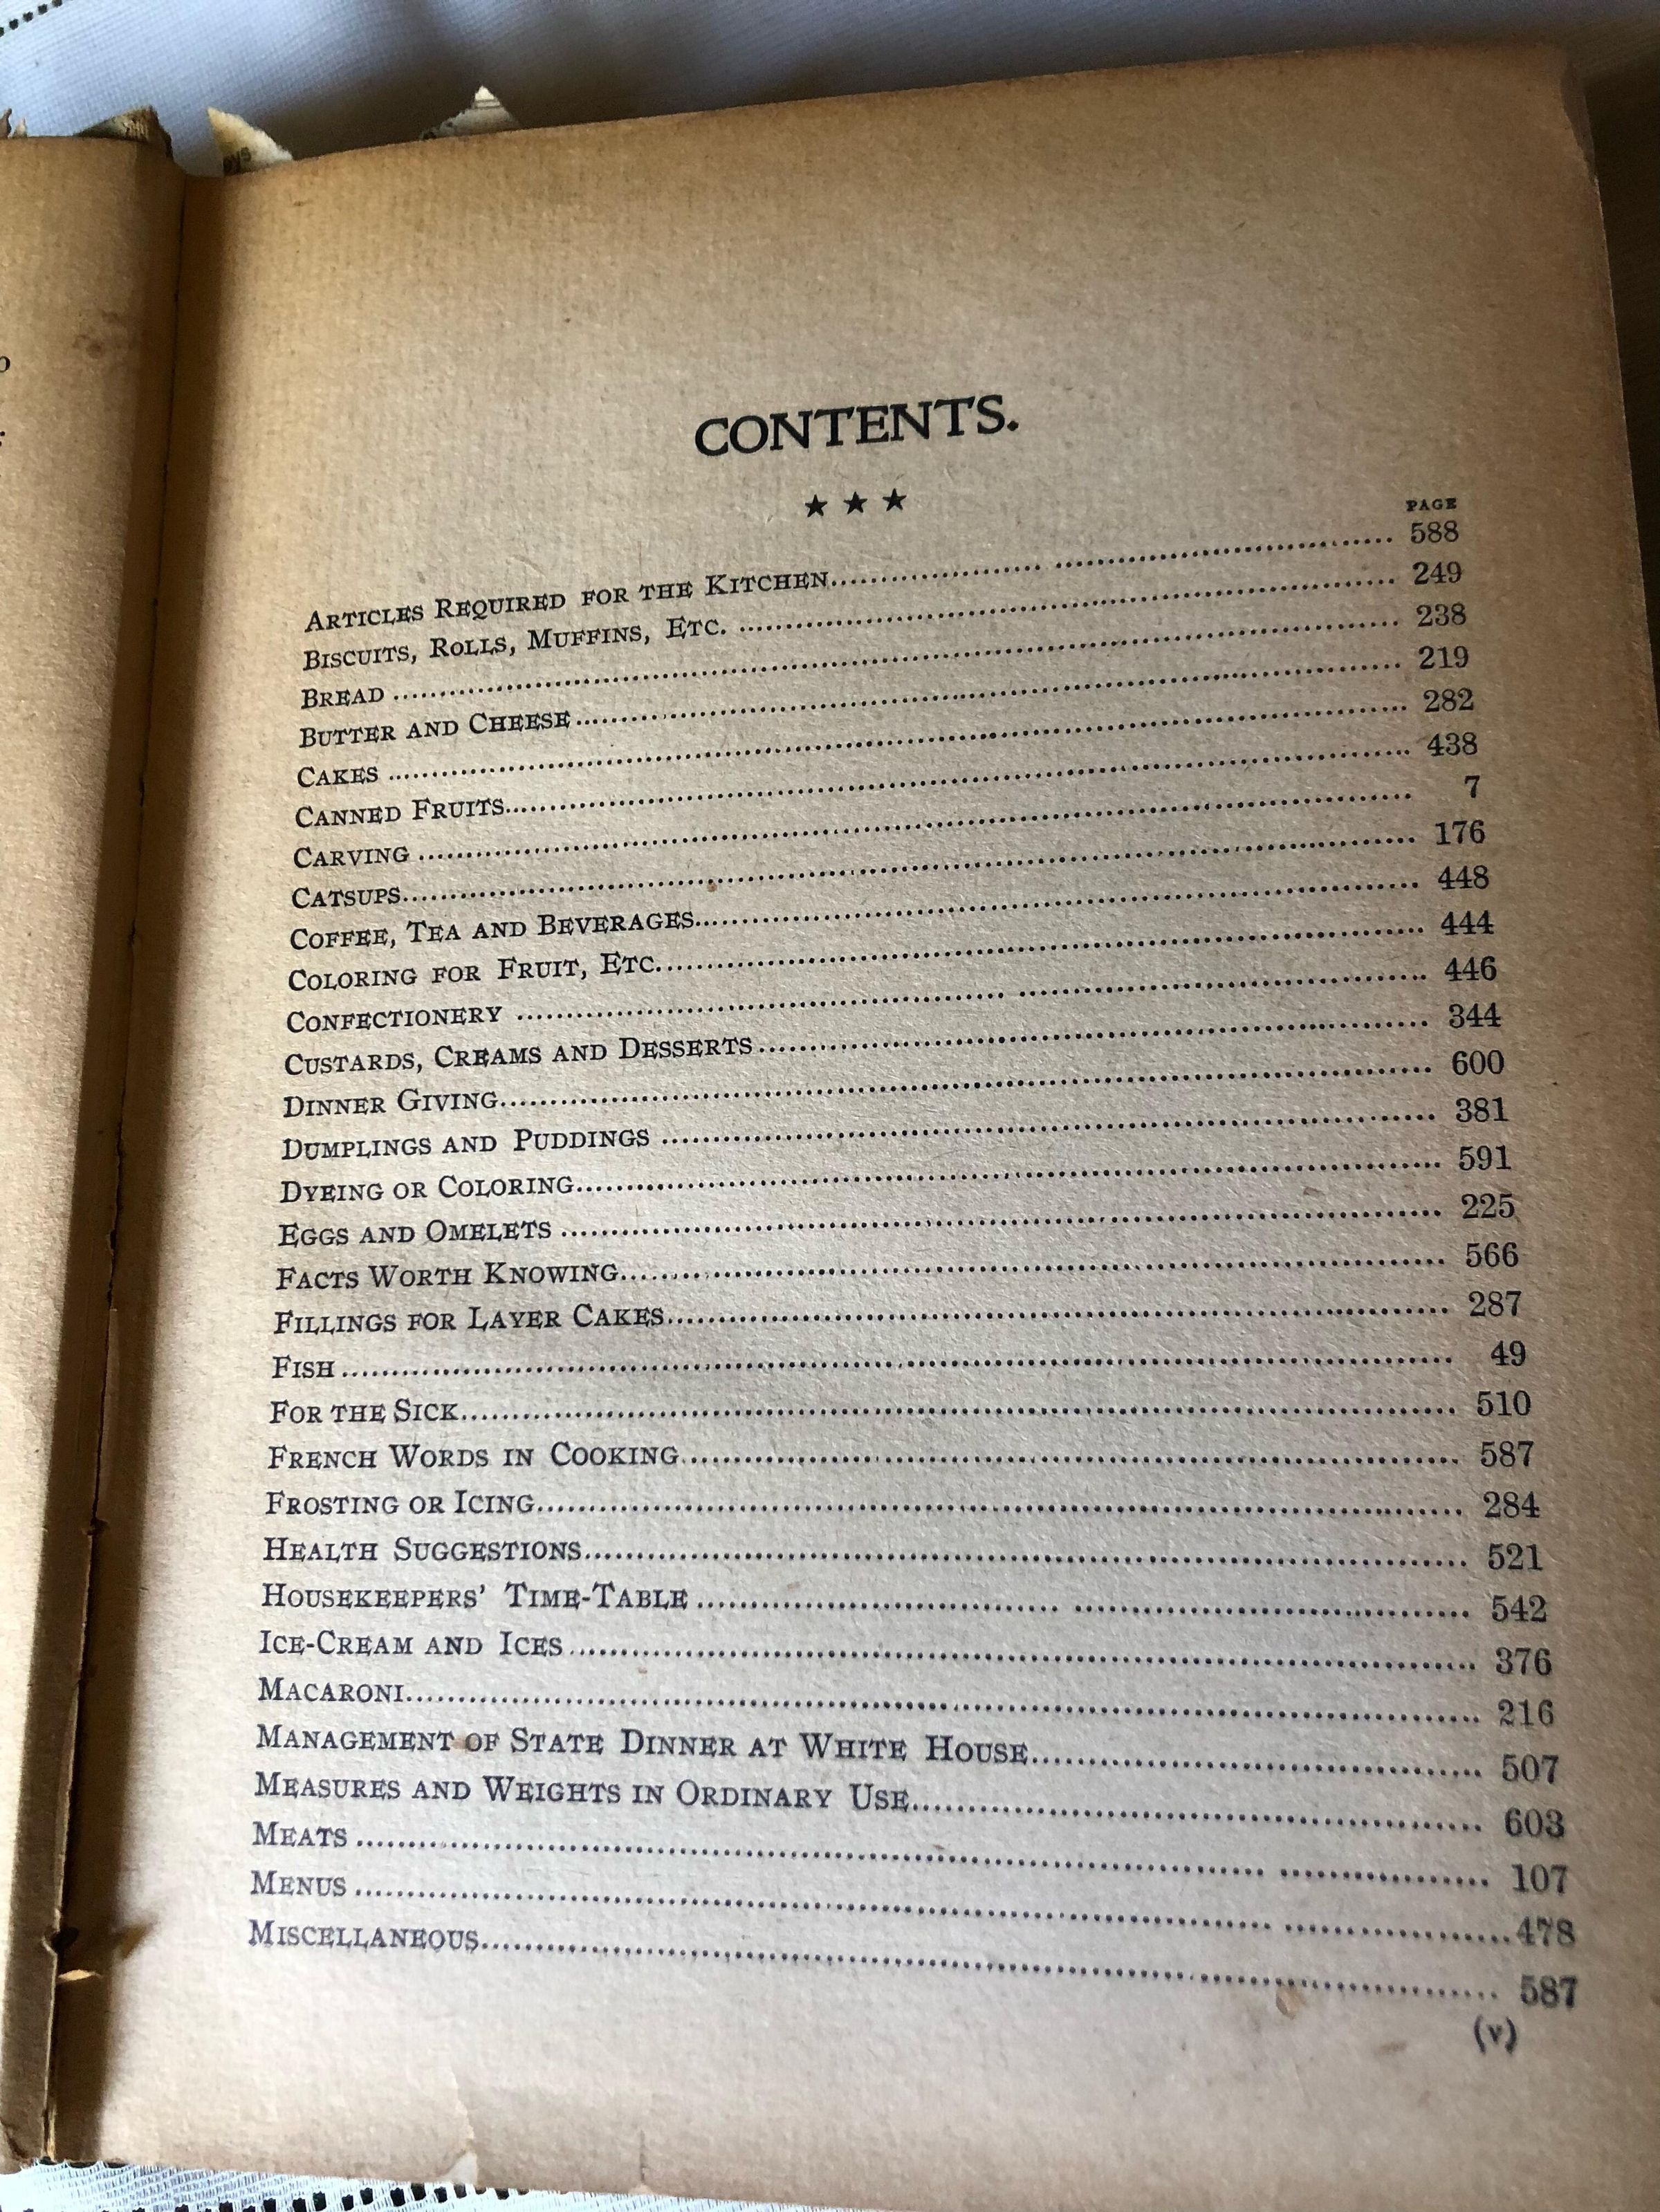 CONTENTS.
★ ★ ★
PAGE
ARTICLES REQUIRED FOR THE KITCHEN 588
BISCUITS, ROLLS, MUFFINS, ETC. 249
BREAD 238
BUTTER AND CHEESE 219
CAKES 282
CANNED FRUITS 438
CARVING 7
CATSUPS 176
COFFEE, TEA AND BEVERAGES 448
COLORING FOR FRUIT, ETC. 444
CONFECTIONERY 446
CUSTARDS, CREAMS AND DESSERTS 344
DINNER GIVING 600
DUMPLINGS AND PUDDINGS 381
DYEING OR COLORING 591
EGGS AND OMELETS 225
FACTS WORTH KNOWING 566
FILLINGS FOR LAYER CAKES 287
FISH 49
FOR THE SICK 510
FRENCH WORDS IN COOKING 587
FROSTING OR ICING 284
HEALTH SUGGESTIONS 521
HOUSEKEEPERS' TIME-TABLE 542
ICE-CREAM AND ICES 376
MACARONI 216
MANAGEMENT OF STATE DINNER AT WHITE HOUSE 507
MEASURES AND WEIGHTS IN ORDINARY USE 603
MEATS 107
MENUS 478
MISCELLANEOUS 587
(v)